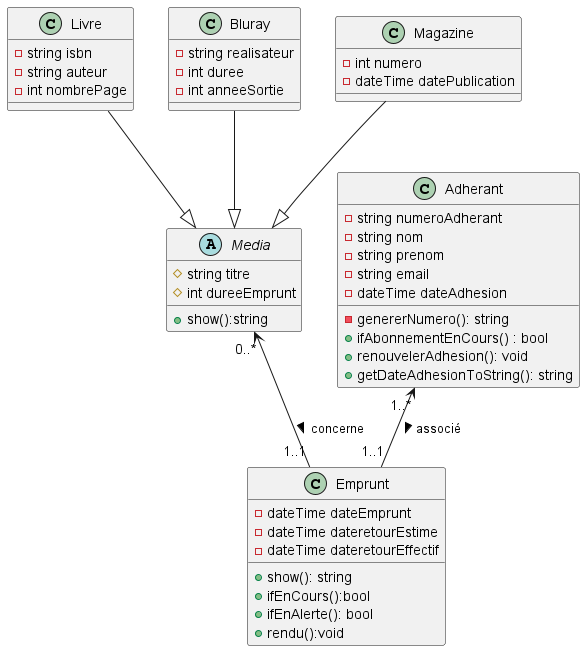 C Livre
string isbn
string auteur
int nombrePage
C Bluray
string realisateur
int duree
int anneeSortie
C Magazine
int numero
dateTime datePublication
A Media
string titre
int dureeEmprunt
show():string
C Adherant
string numeroAdherant
string nom
string prenom
string email
dateTime dateAdhesion
genererNumero(): string
ifAbonnementEnCours() : bool
renouvelerAdhesion(): void
getDateAdhesionToString(): string
0..*
1..*
concerne
associé
1..1
1..1
C Emprunt
dateTime dateEmprunt
dateTime dateretourEstime
dateTime dateretourEffectif
show(): string
ifEnCours():bool
ifEnAlerte(): bool
rendu():void